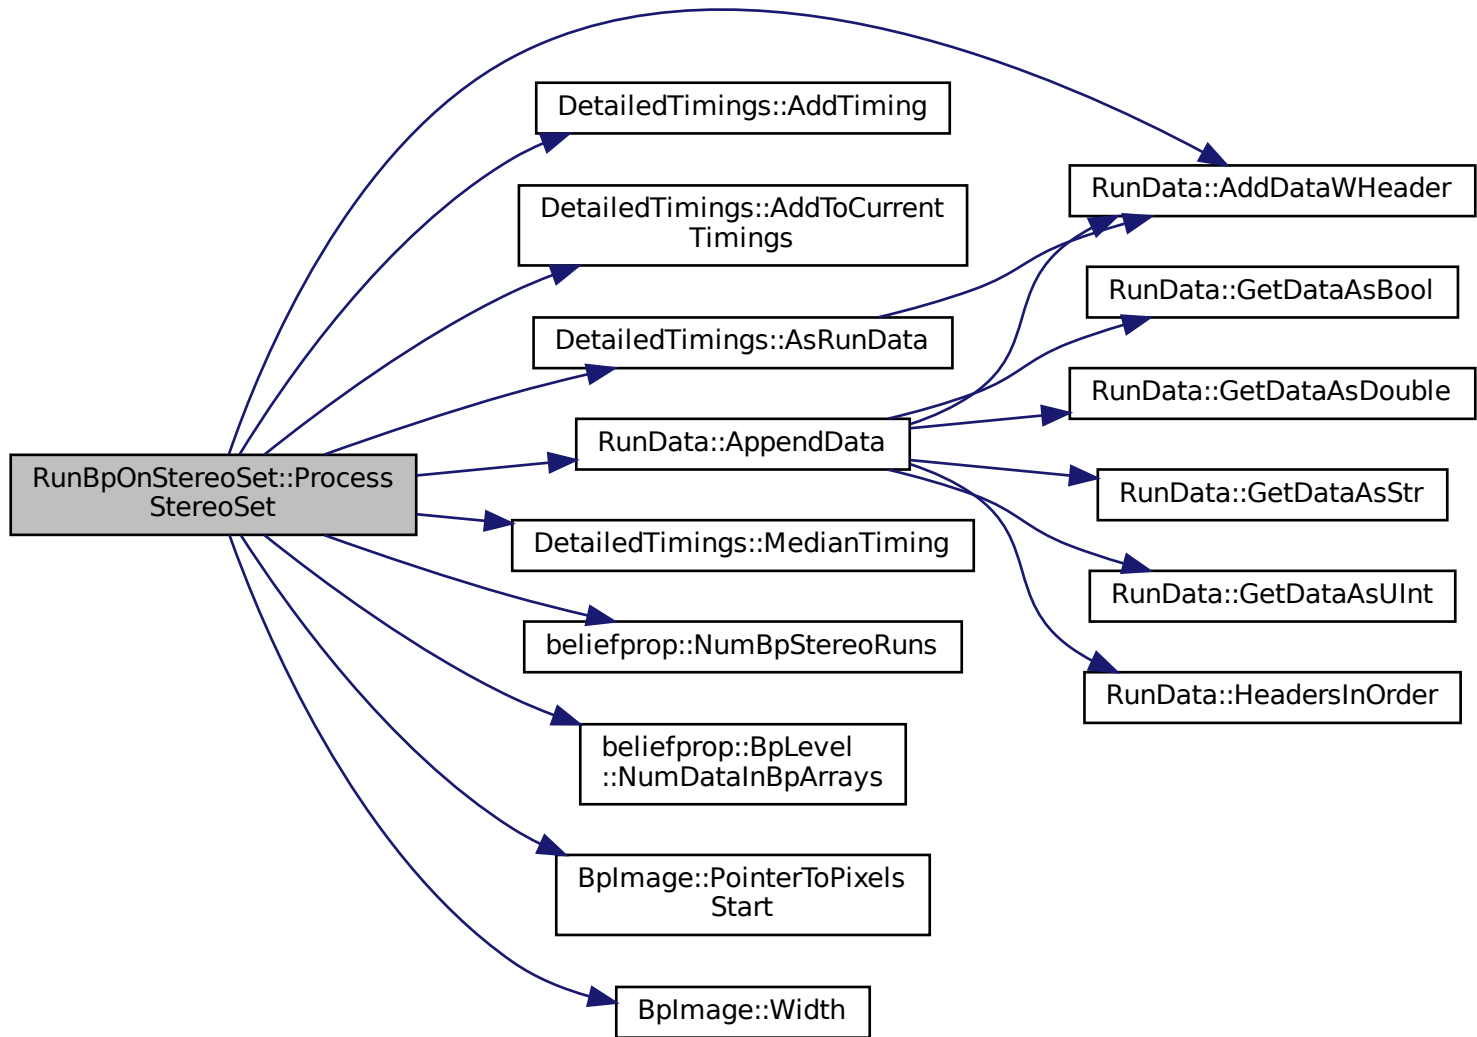 RunBpOnStereoSet::Process
StereoSet
DetailedTimings::AddTiming
DetailedTimings::AddToCurrent
Timings
DetailedTimings::AsRunData
RunData::AppendData
DetailedTimings::MedianTiming
beliefprop::NumBpStereoRuns
beliefprop::BpLevel
::NumDataInBpArrays
BpImage::PointerToPixels
Start
BpImage::Width
RunData::AddDataWHeader
RunData::GetDataAsBool
RunData::GetDataAsDouble
RunData::GetDataAsStr
RunData::GetDataAsUInt
RunData::HeadersInOrder